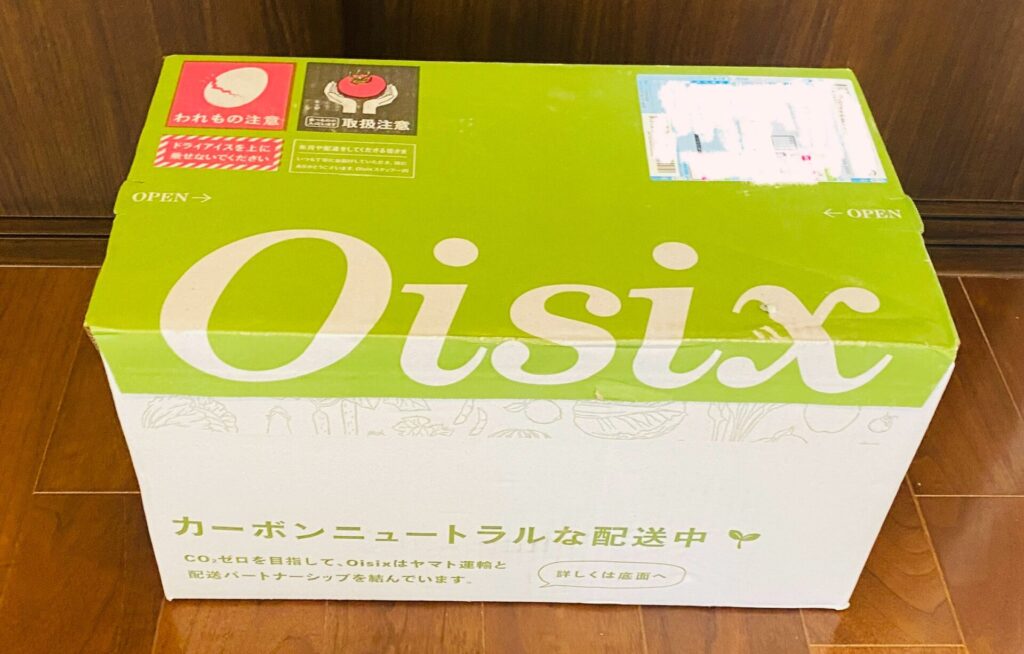 われもの注意
取扱注意
ドライアイスを上に
乗せないでください
OPEN→
←OPEN
Oisix
カーボンニュートラルな配送中
CO₂ゼロを目指して、Oisixはヤマト運輸と
配送パートナーシップを結んでいます。
詳しくは底面へ